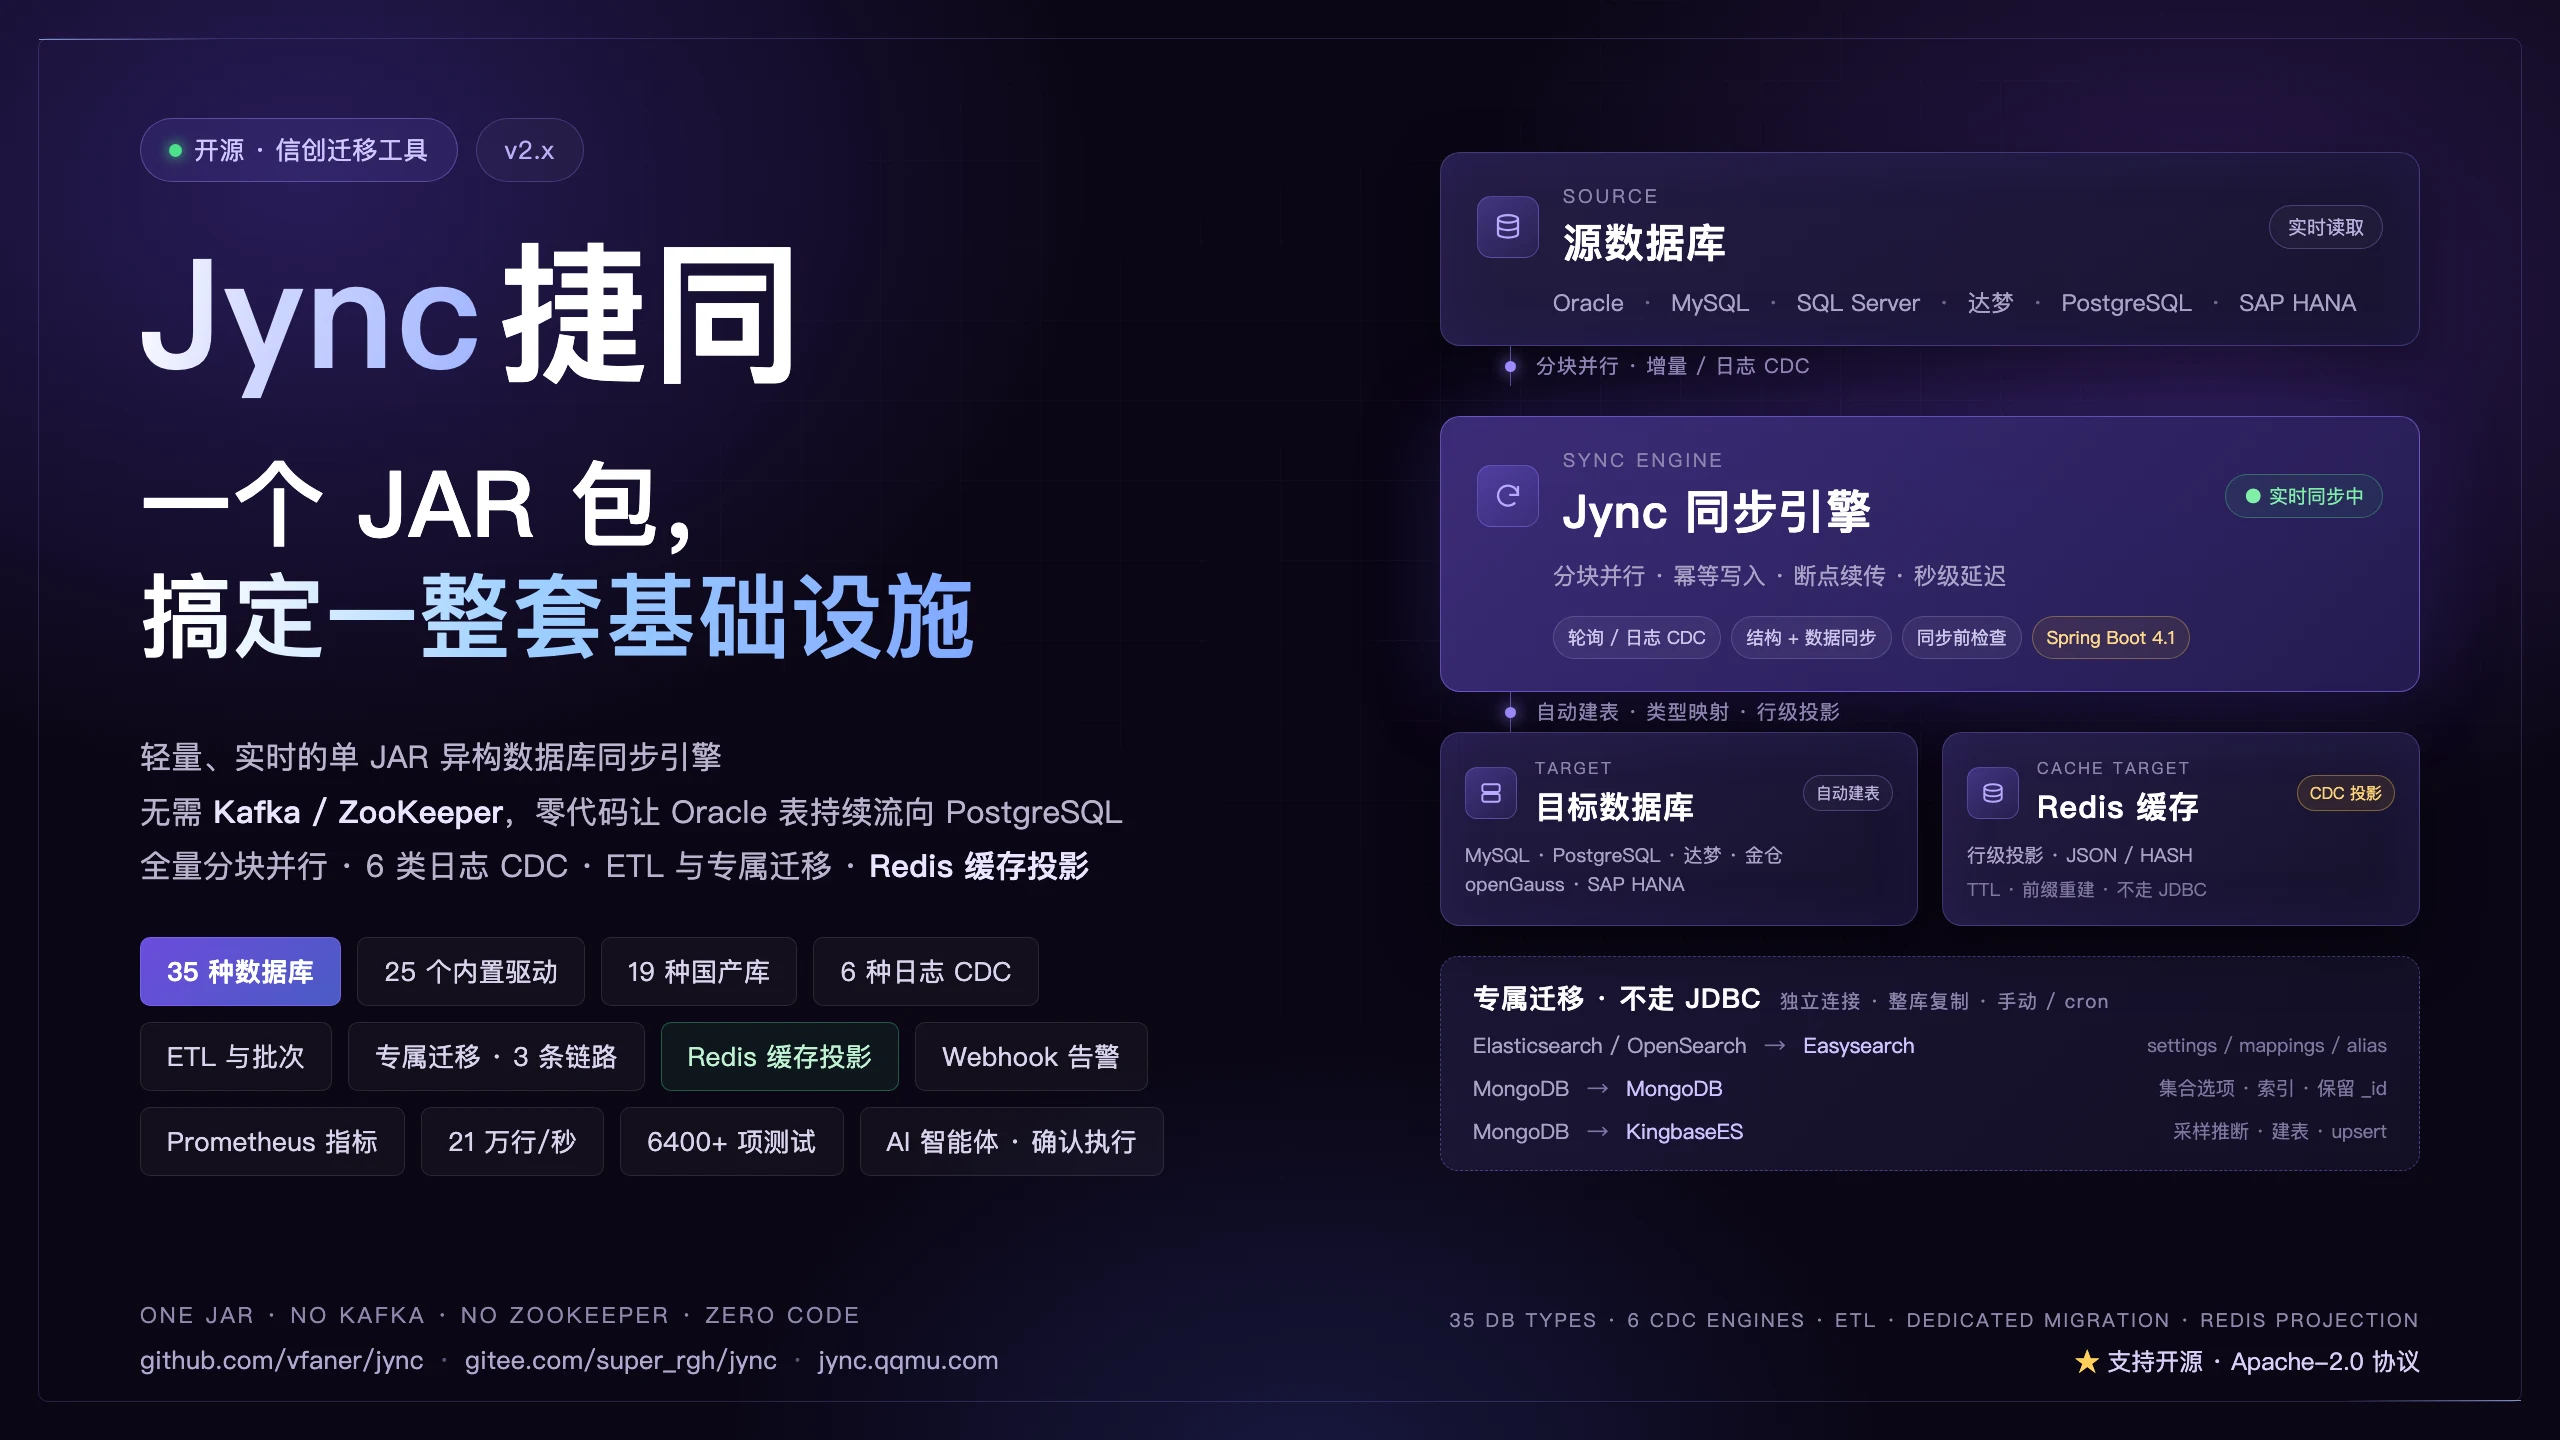 开源 · 信创迁移工具
v2.x
Jync 捷同
一个 JAR 包,
搞定一整套基础设施
轻量、实时的单 JAR 异构数据库同步引擎
无需 Kafka / ZooKeeper，零代码让 Oracle 表持续流向 PostgreSQL
全量分块并行 · 6 类日志 CDC · ETL 与专属迁移 · Redis 缓存投影
35 种数据库
25 个内置驱动
19 种国产库
6 种日志 CDC
ETL 与批次
专属迁移 · 3 条链路
Redis 缓存投影
Webhook 告警
Prometheus 指标
21 万行/秒
6400+ 项测试
AI 智能体 · 确认执行
ONE JAR · NO KAFKA · NO ZOOKEEPER · ZERO CODE
github.com/vfaner/jync · gitee.com/super_rgh/jync · jync.qqmu.com
SOURCE
源数据库
实时读取
Oracle · MySQL · SQL Server · 达梦 · PostgreSQL · SAP HANA
分块并行 · 增量 / 日志 CDC
SYNC ENGINE
Jync 同步引擎
实时同步中
分块并行 · 幂等写入 · 断点续传 · 秒级延迟
轮询 / 日志 CDC
结构 + 数据同步
同步前检查
Spring Boot 4.1
自动建表 · 类型映射 · 行级投影
TARGET
目标数据库
自动建表
MySQL · PostgreSQL · 达梦 · 金仓
openGauss · SAP HANA
CACHE TARGET
Redis 缓存
CDC 投影
行级投影 · JSON / HASH
TTL · 前缀重建 · 不走 JDBC
专属迁移 · 不走 JDBC 独立连接 · 整库复制 · 手动 / cron
Elasticsearch / OpenSearch → Easysearch settings / mappings / alias
MongoDB → MongoDB 集合选项 · 索引 · 保留 _id
MongoDB → KingbaseES 采样推断 · 建表 · upsert
35 DB TYPES · 6 CDC ENGINES · ETL · DEDICATED MIGRATION · REDIS PROJECTION
⭐ 支持开源 · Apache-2.0 协议